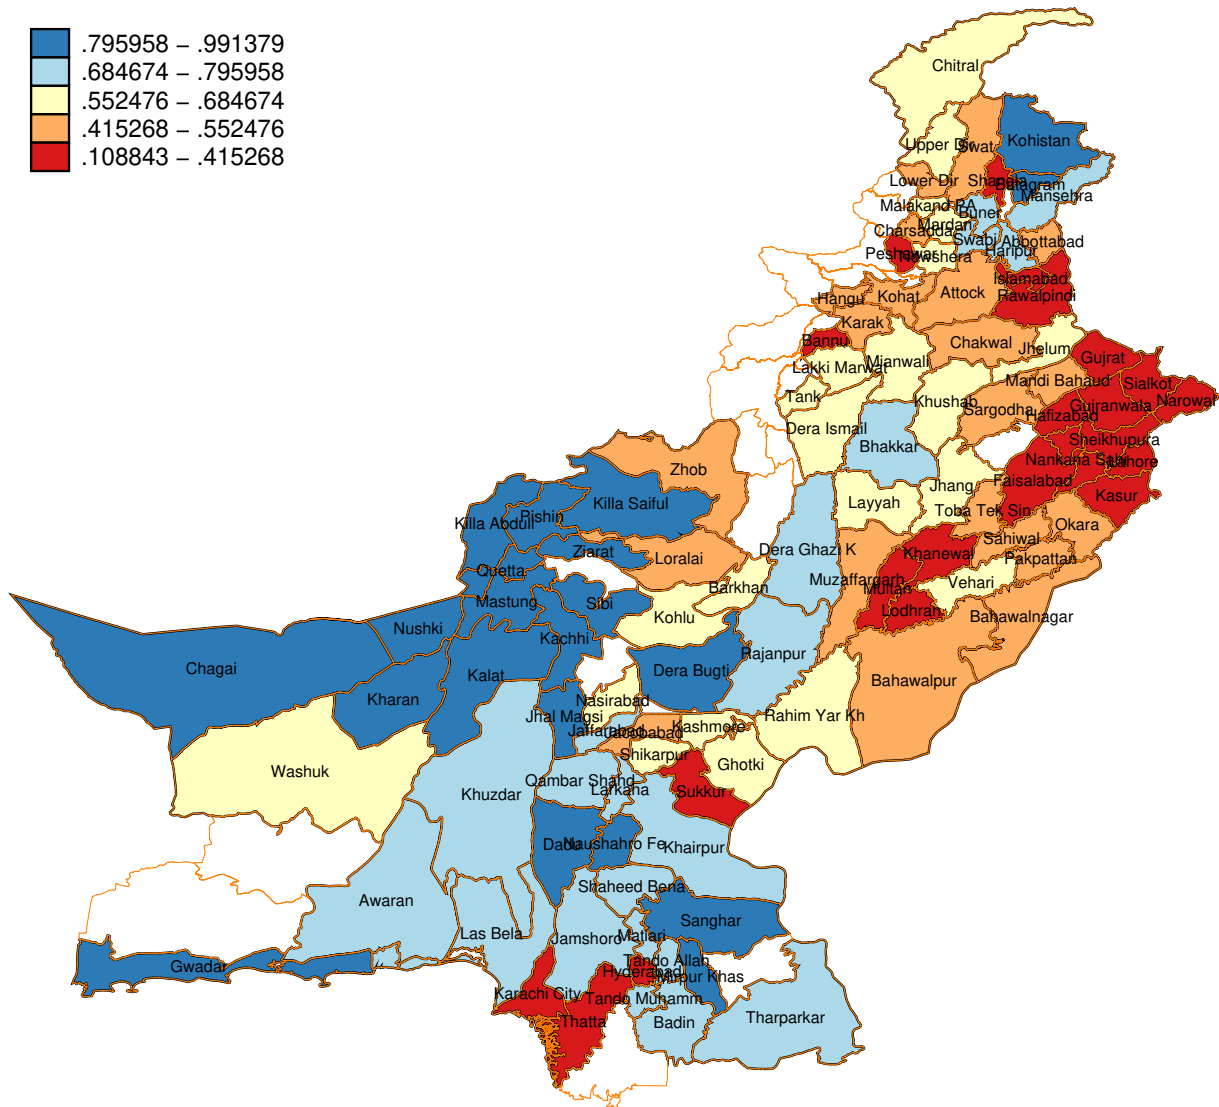 .795958 – .991379
.684674 – .795958
.552476 – .684674
.415268 – .552476
.108843 – .415268
Chitral
Kohistan
Upper Dir
Swat
Lower Dir
Shangla
Batagram
Mansehra
Malakand PA
Buner
Mardan
Charsadda
Swabi
Abbottabad
Haripur
Peshawar
Nowshera
Islamabad
Rawalpindi
Attock
Kohat
Hangu
Karak
Bannu
Chakwal
Jhelum
Gujrat
Mianwali
Lakki Marwat
Mandi Bahaud
Sialkot
Tank
Khushab
Narowal
Sargodha
Gujranwala
Hafizabad
Dera Ismail
Sheikhupura
Bhakkar
Nankana Sahi
Lahore
Zhob
Faisalabad
Jhang
Kasur
Killa Saiful
Layyah
Toba Tek Sin
Pishin
Killa Abdull
Okara
Sahiwal
Ziarat
Dera Ghazi K
Khanewal
Loralai
Pakpattan
Quetta
Muzaffargarh
Vehari
Barkhan
Multan
Mastung
Sibi
Lodhran
Kohlu
Bahawalnagar
Nushki
Kachhi
Rajanpur
Chagai
Dera Bugti
Kalat
Bahawalpur
Kharan
Nasirabad
Jhal Magsi
Rahim Yar Kh
Kashmore
Jaffarabad
Jacobabad
Shikarpur
Ghotki
Washuk
Qambar Shahd
Larkana
Sukkur
Khuzdar
Dadu
Naushahro Fe
Khairpur
Shaheed Bena
Awaran
Sanghar
Las Bela
Jamshoro
Matiari
Tando Allah
Gwadar
Hyderabad
Mirpur Khas
Karachi City
Tando Muhamm
Thatta
Badin
Tharparkar